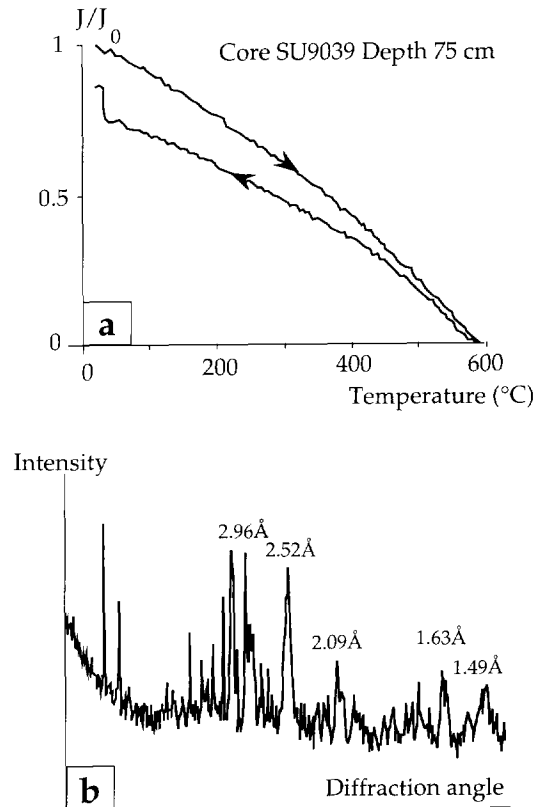 J/J0
Core SU9039 Depth 75 cm
1
0.5
0
a
0 200 400 600
Temperature (°C)
Intensity
2.96Å
2.52Å
2.09Å
1.63Å
1.49Å
b
Diffraction angle